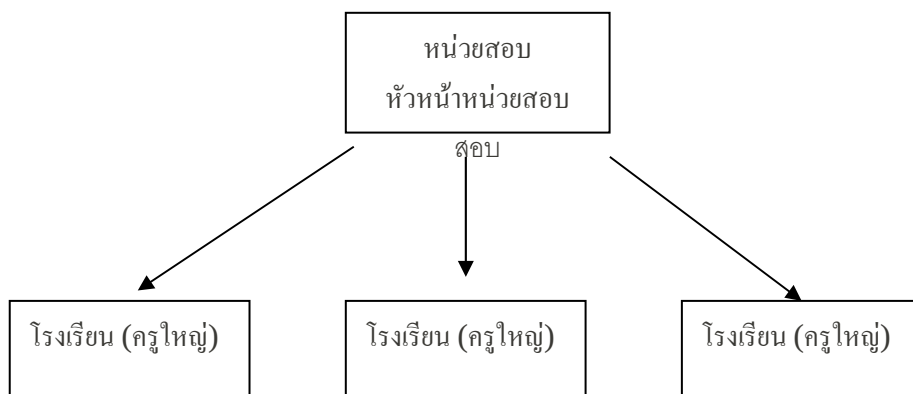 หน่วยสอบ
หัวหน้าหน่วยสอบ
สอบ
โรงเรียน (ครูใหญ่)
โรงเรียน (ครูใหญ่)
โรงเรียน (ครูใหญ่)